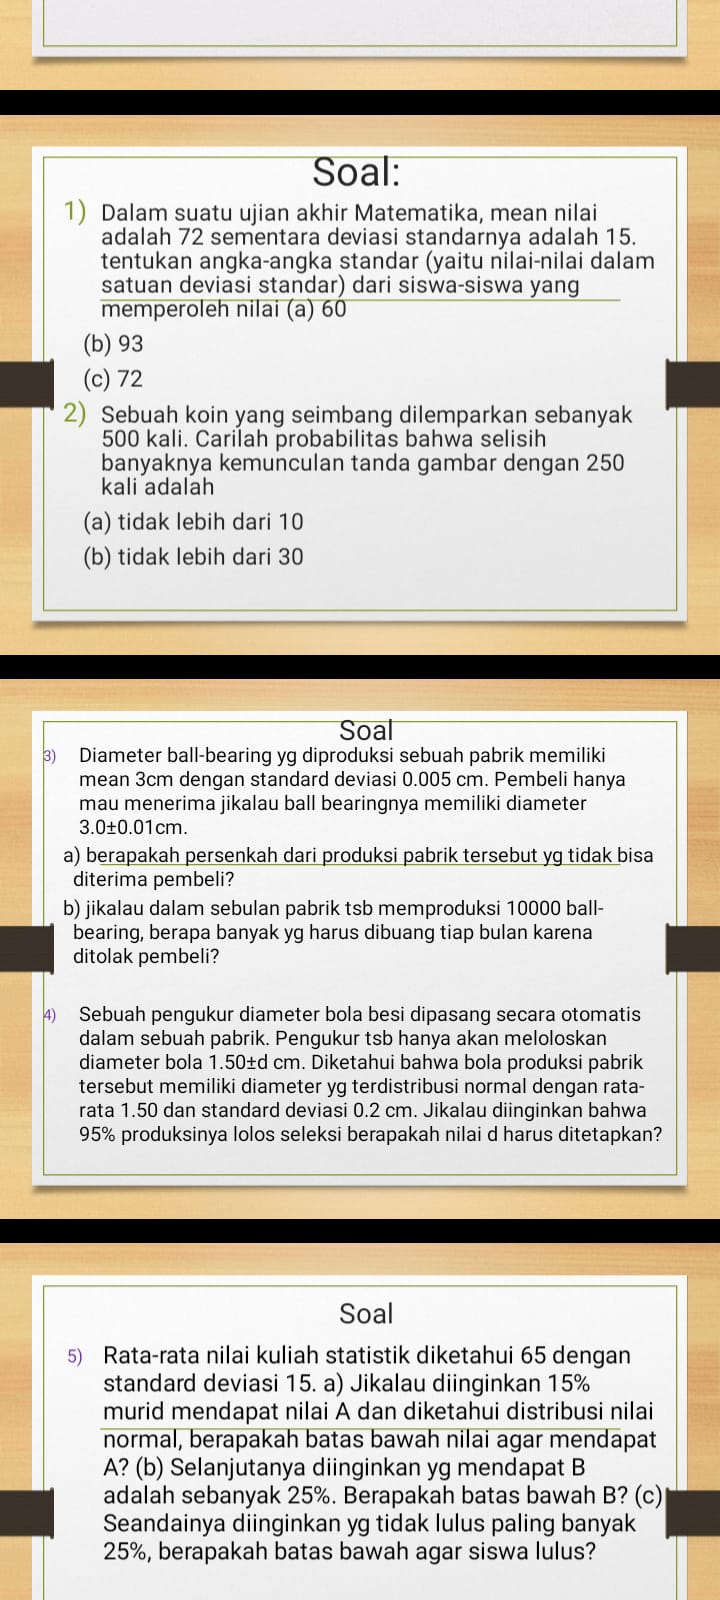 Soal:
1) Dalam suatu ujian akhir Matematika, mean nilai
adalah 72 sementara deviasi standarnya adalah 15.
tentukan angka-angka standar (yaitu nilai-nilai dalam
satuan deviasi standar) dari siswa-siswa yang
memperoleh nilai (a) 60
(b) 93
(c) 72
2) Sebuah koin yang seimbang dilemparkan sebanyak
500 kali. Carilah probabilitas bahwa selisih
banyaknya kemunculan tanda gambar dengan 250
kali adalah
(a) tidak lebih dari 10
(b) tidak lebih dari 30
Soal
3) Diameter ball-bearing yg diproduksi sebuah pabrik memiliki
mean 3cm dengan standard deviasi 0.005 cm. Pembeli hanya
mau menerima jikalau ball bearingnya memiliki diameter
3.0±0.01cm.
a) berapakah persenkah dari produksi pabrik tersebut yg tidak bisa
diterima pembeli?
b) jikalau dalam sebulan pabrik tsb memproduksi 10000 ball-
bearing, berapa banyak yg harus dibuang tiap bulan karena
ditolak pembeli?
4) Sebuah pengukur diameter bola besi dipasang secara otomatis
dalam sebuah pabrik. Pengukur tsb hanya akan meloloskan
diameter bola 1.50±d cm. Diketahui bahwa bola produksi pabrik
tersebut memiliki diameter yg terdistribusi normal dengan rata-
rata 1.50 dan standard deviasi 0.2 cm. Jikalau diinginkan bahwa
95% produksinya lolos seleksi berapakah nilai d harus ditetapkan?
Soal
5) Rata-rata nilai kuliah statistik diketahui 65 dengan
standard deviasi 15. a) Jikalau diinginkan 15%
murid mendapat nilai A dan diketahui distribusi nilai
normal, berapakah batas bawah nilai agar mendapat
A? (b) Selanjutanya diinginkan yg mendapat B
adalah sebanyak 25%. Berapakah batas bawah B? (c)
Seandainya diinginkan yg tidak lulus paling banyak
25%, berapakah batas bawah agar siswa lulus?